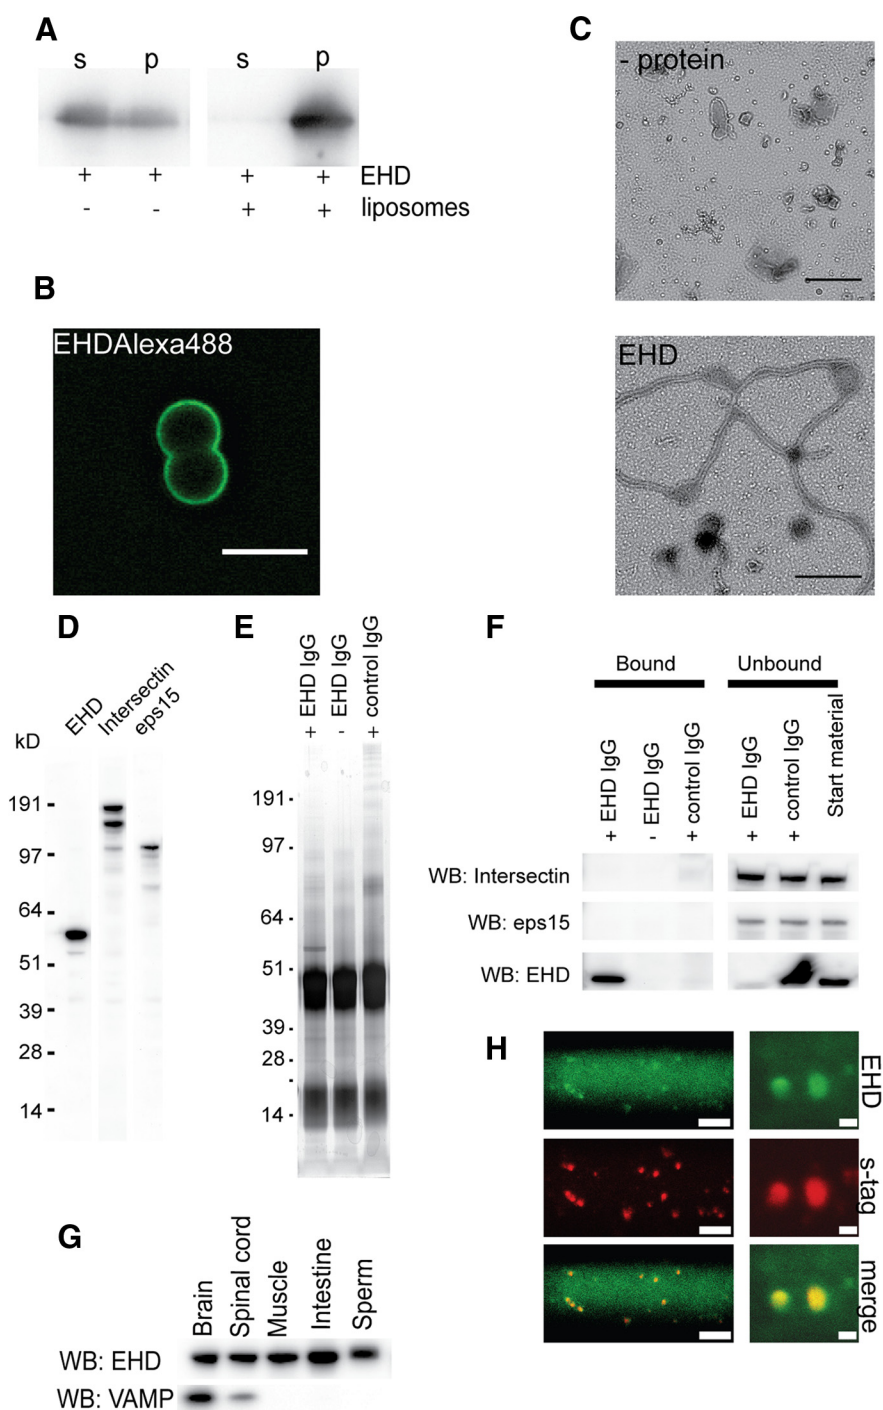 A
s p s p
+ + + + EHD
- - + + liposomes
B
EHDAlexa488
C
- protein
EHD
D
EHD Intersectin eps15
kD
191
97
64
51
39
28
14
E
+ EHD IgG
- EHD IgG
+ control IgG
191
97
64
51
39
28
14
F
Bound Unbound
+ EHD IgG
- EHD IgG
+ control IgG
+ EHD IgG
+ control IgG
Start material
WB: Intersectin
WB: eps15
WB: EHD
G
Brain
Spinal cord
Muscle
Intestine
Sperm
WB: EHD
WB: VAMP
H
EHD
s-tag
merge